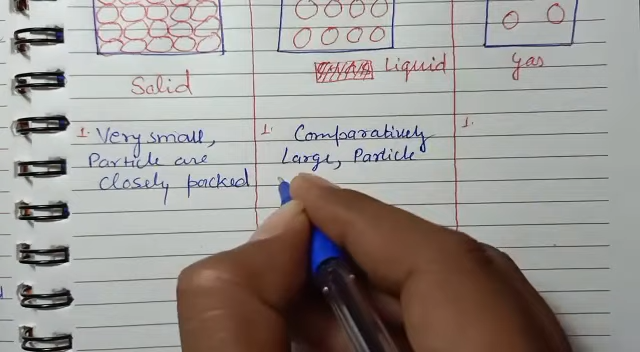 Solid
Liquid
gas
1. Very small,
Particle are
closely packed
1. Comparatively
Large, Particle
1.